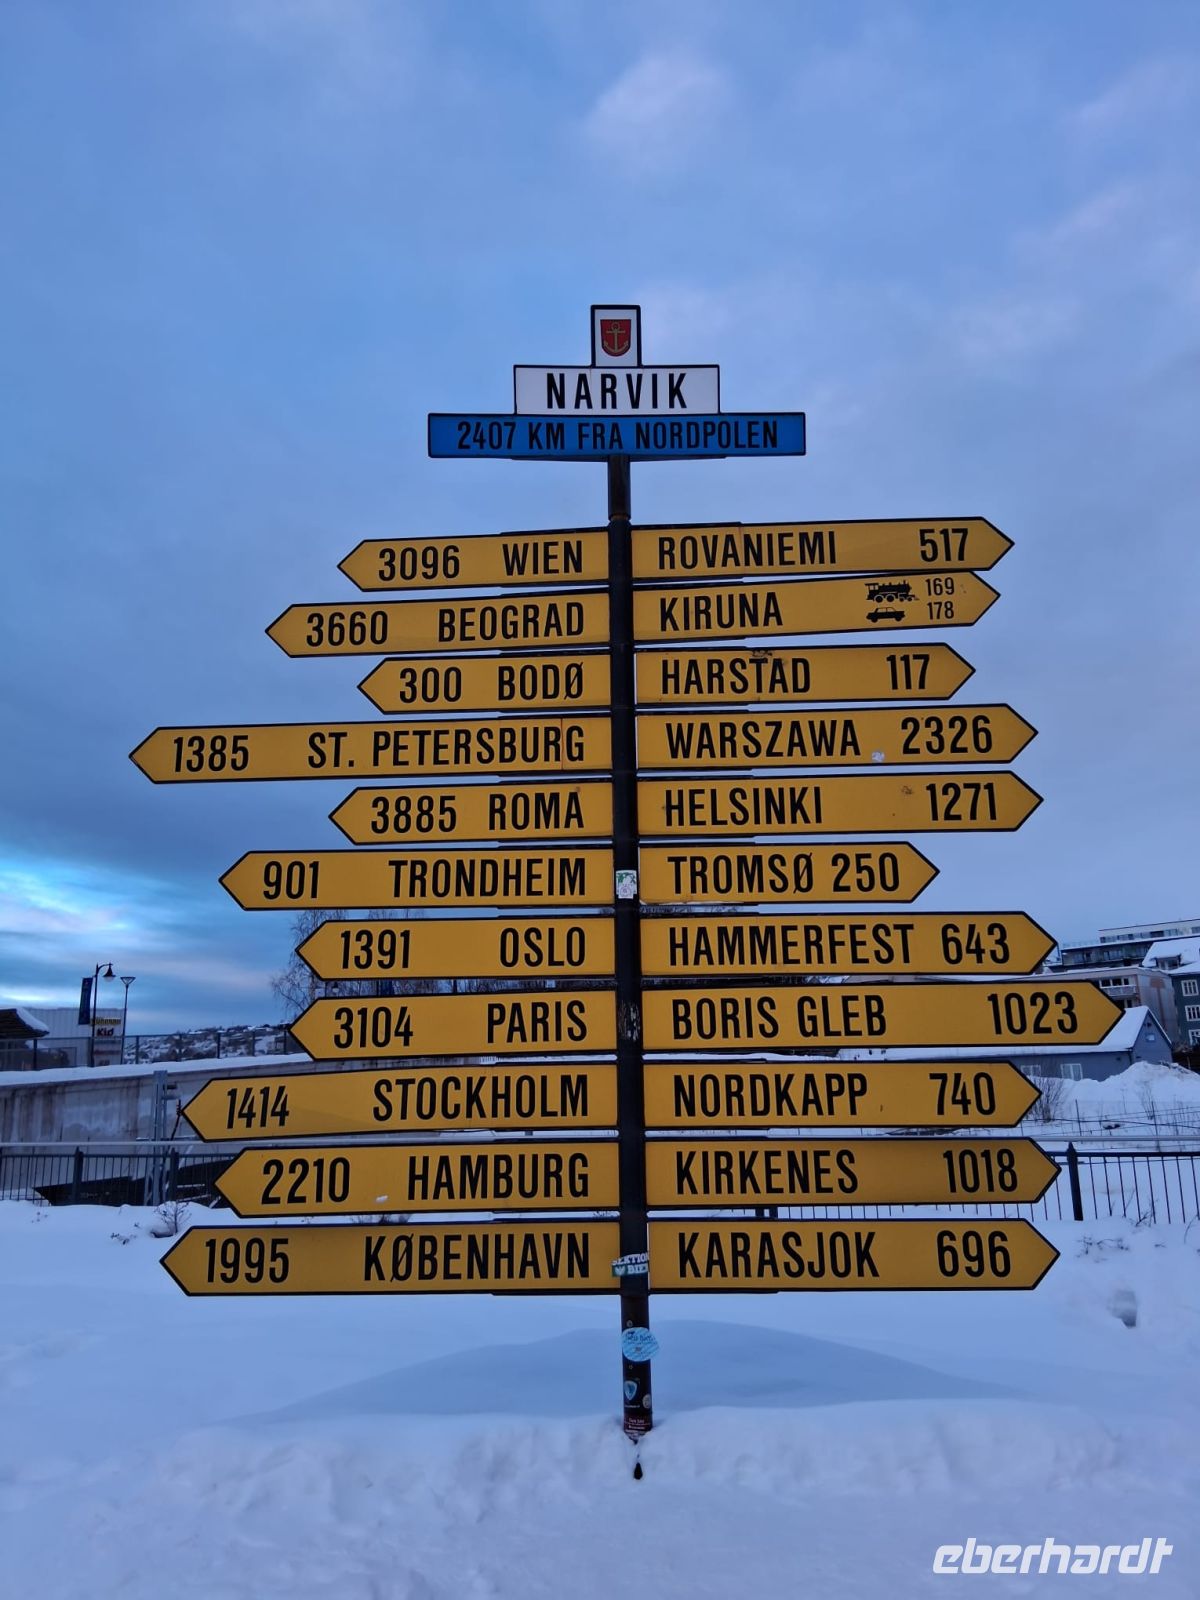 NARVIK
2407 KM FRA NORDPOLEN
3096 WIEN
ROVANIEMI 517
3660 BEOGRAD
KIRUNA 169
178
300 BODØ
HARSTAD 117
1385 ST. PETERSBURG
WARSZAWA 2326
3885 ROMA
HELSINKI 1271
901 TRONDHEIM
TROMSØ 250
1391 OSLO
HAMMERFEST 643
3104 PARIS
BORIS GLEB 1023
1414 STOCKHOLM
NORDKAPP 740
2210 HAMBURG
KIRKENES 1018
1995 KØBENHAVN
KARASJOK 696
Kid
SEKTION
eberhardt